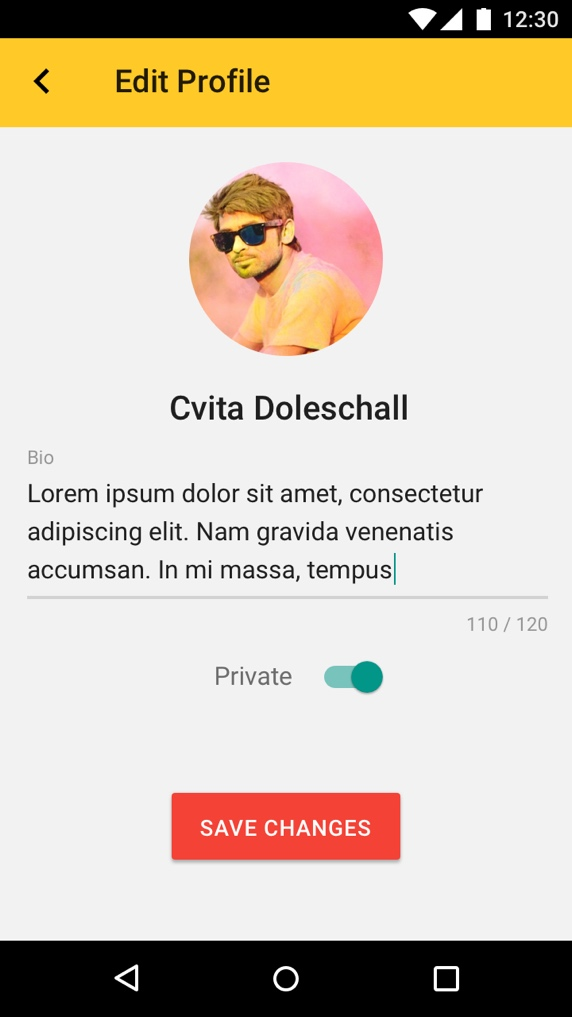 12:30
Edit Profile
Cvita Doleschall
Bio
Lorem ipsum dolor sit amet, consectetur
adipiscing elit. Nam gravida venenatis
accumsan. In mi massa, tempus
110 / 120
Private
SAVE CHANGES